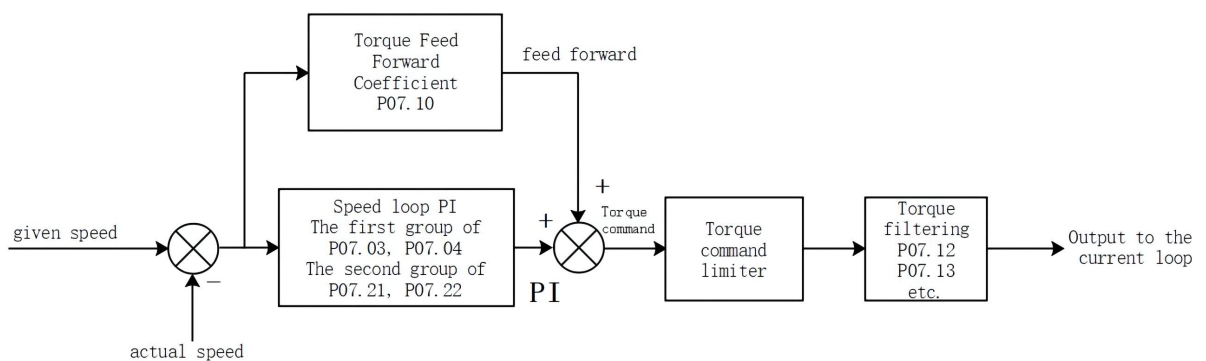 Torque Feed
Forward
Coefficient
P07.10
feed forward
given speed
Speed loop PI
The first group of
P07.03, P07.04
The second group of
P07.21, P07.22
+
PI
+
Torque
command
Torque
command
limiter
Torque
filtering
P07.12
P07.13
etc.
Output to the
current loop
−
actual speed